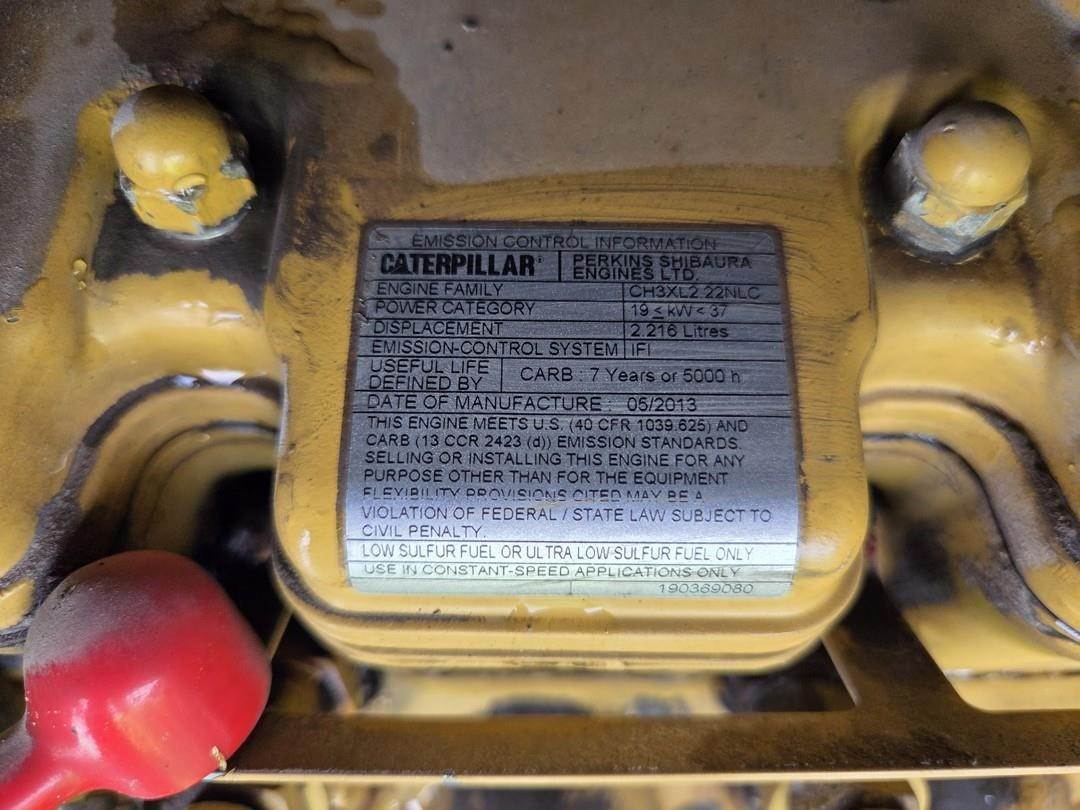 EMISSION CONTROL INFORMATION
CATERPILLAR® PERKINS SHIBAURA
ENGINES LTD.
ENGINE FAMILY CH3XL2.22NLC
POWER CATEGORY 19 ≤ kW < 37
DISPLACEMENT 2.216 Litres
EMISSION-CONTROL SYSTEM IFI
USEFUL LIFE
DEFINED BY CARB : 7 Years or 5000 h
DATE OF MANUFACTURE : 05/2013
THIS ENGINE MEETS U.S. (40 CFR 1039.625) AND
CARB (13 CCR 2423 (d)) EMISSION STANDARDS.
SELLING OR INSTALLING THIS ENGINE FOR ANY
PURPOSE OTHER THAN FOR THE EQUIPMENT
FLEXIBILITY PROVISIONS CITED MAY BE A
VIOLATION OF FEDERAL / STATE LAW SUBJECT TO
CIVIL PENALTY.
LOW SULFUR FUEL OR ULTRA LOW SULFUR FUEL ONLY
USE IN CONSTANT-SPEED APPLICATIONS ONLY
190369080